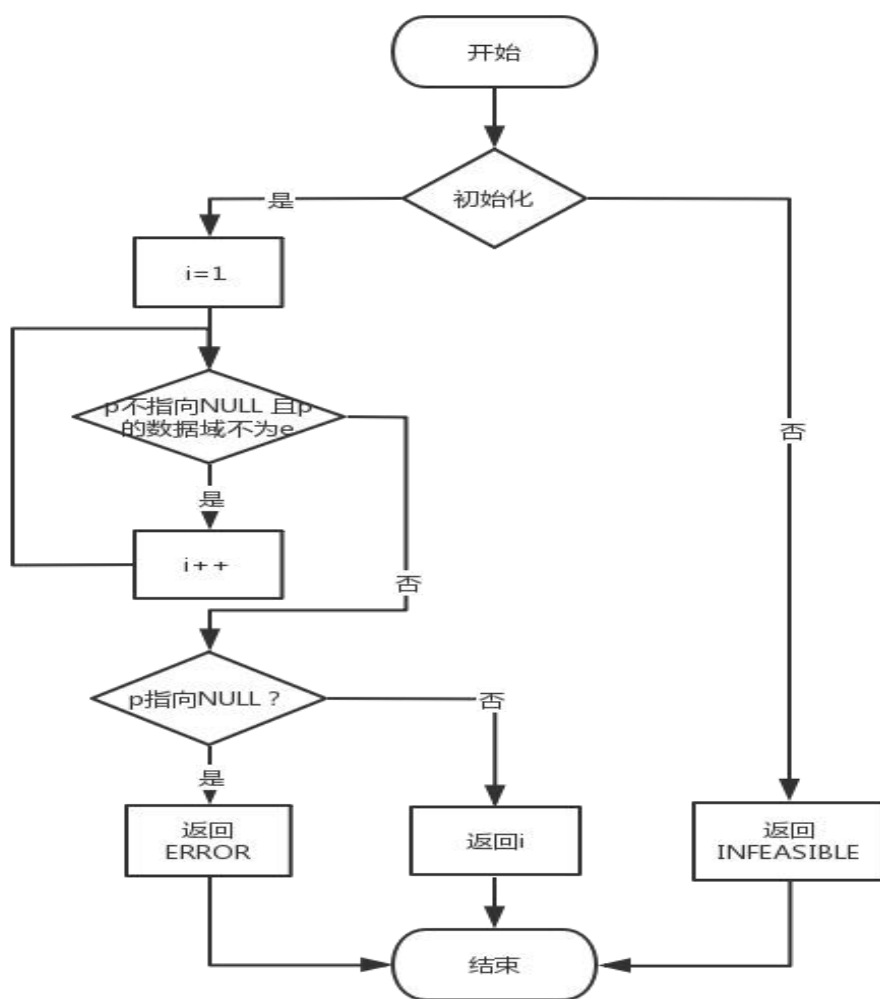 开始
初始化
是
否
i=1
p不指向NULL 且p
的数据域不为e
是
i++
否
p指向NULL？
否
是
返回
ERROR
返回i
返回
INFEASIBLE
结束